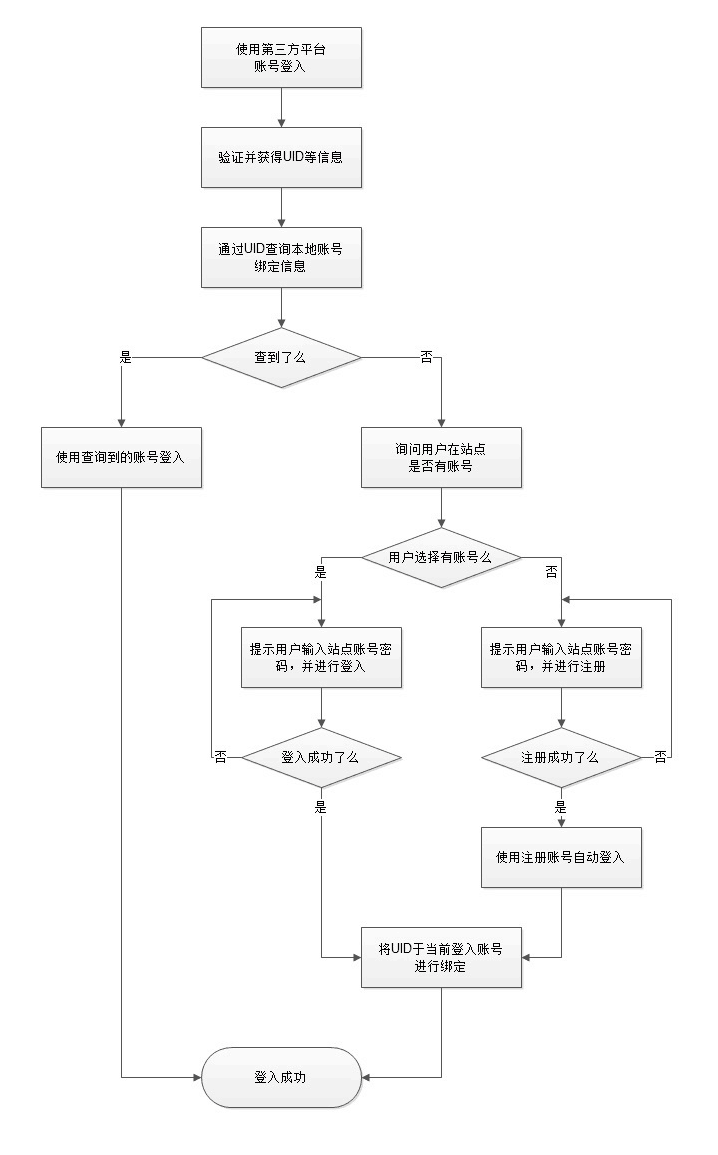 使用第三方平台
账号登入
验证并获得UID等信息
通过UID查询本地账号
绑定信息
查到了么
是
否
使用查询到的账号登入
询问用户在站点
是否有账号
用户选择有账号么
是
否
提示用户输入站点账号密
码，并进行登入
提示用户输入站点账号密
码，并进行注册
登入成功了么
否
注册成功了么
否
是
是
使用注册账号自动登入
将UID于当前登入账号
进行绑定
登入成功